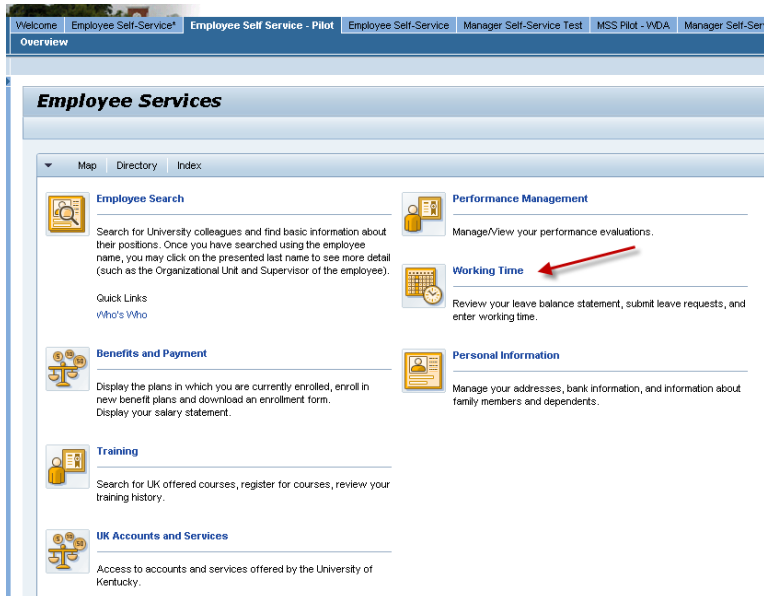 Welcome Employee Self-Service* Employee Self Service - Pilot Employee Self-Service Manager Self-Service Test MSS Pilot - WDA Manager Self-Ser
Overview
Employee Services
Map Directory Index
Employee Search
Search for University colleagues and find basic information about
their positions. Once you have searched using the employee
name, you may click on the presented last name to see more detail
(such as the Organizational Unit and Supervisor of the employee).
Quick Links
Who's Who
Benefits and Payment
Display the plans in which you are currently enrolled, enroll in
new benefit plans and download an enrollment form.
Display your salary statement.
Training
Search for UK offered courses, register for courses, review your
training history.
UK Accounts and Services
Access to accounts and services offered by the University of
Kentucky.
Performance Management
Manage/View your performance evaluations.
Working Time
Review your leave balance statement, submit leave requests, and
enter working time.
Personal Information
Manage your addresses, bank information, and information about
family members and dependents.